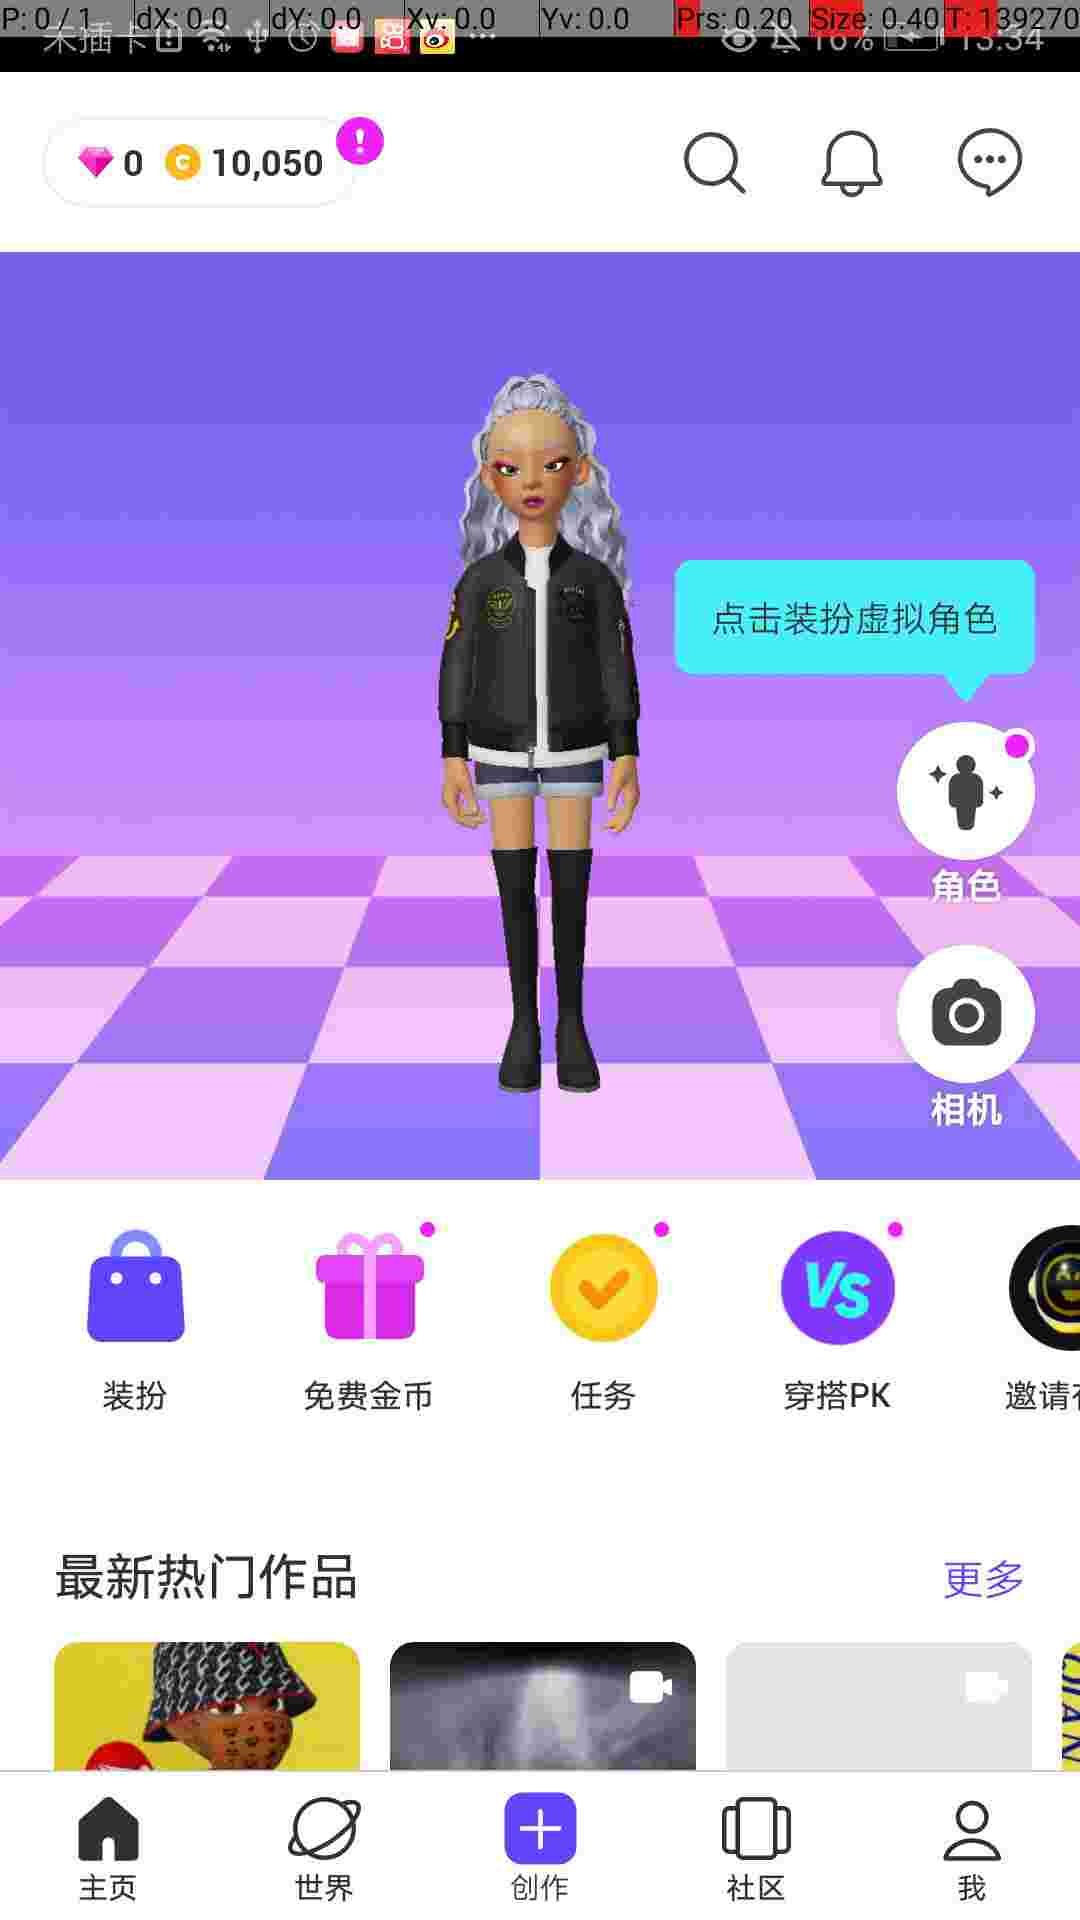 P: 0 / 1 dX: 0.0 dY: 0.0 Xv: 0.0 Yv: 0.0 Prs: 0.20 Size: 0.40 T: 139270
未插卡 16% 13:34
0 C 10,050
点击装扮虚拟角色
角色
相机
VS
装扮 免费金币 任务 穿搭PK 邀请
最新热门作品 更多
主页 世界 创作 社区 我